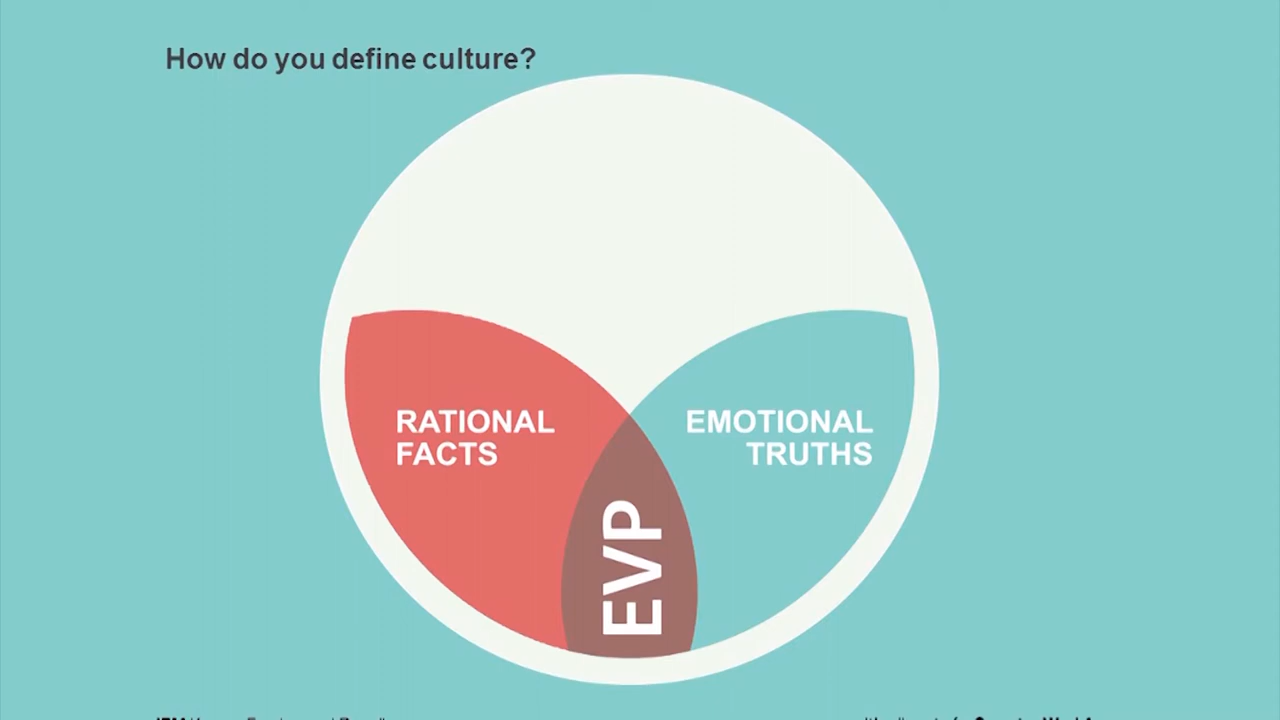 How do you define culture?
RATIONAL
FACTS
EMOTIONAL
TRUTHS
EVP